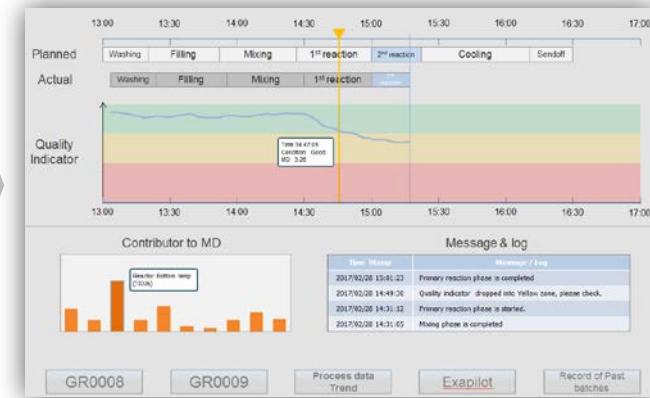 13:00 13:30 14:00 14:30 15:00 15:30 16:00 16:30 17:00
Planned Washing Filling Mixing 1st reaction 2nd reaction Cooling Sendoff
Actual Washing Filling Mixing 1st reaction
Quality
Indicator
Condition Good
MD 3.26
13:00 13:30 14:00 14:30 15:00 15:30 16:00 16:30 17:00
Contributor to MD
Reactor Bottom temp
Message & log
Time Stamp Message / Log
2017/02/28 15:01:23 Primary reaction phase is completed
2017/02/28 14:49:30 Quality indicator dropped into Yellow zone, please check.
2017/02/28 14:31:12 Primary reaction phase is started.
2017/02/28 14:31:05 Mixing phase is completed
GR0008
GR0009
Process data
Trend
Exapilot
Record of Past
batches